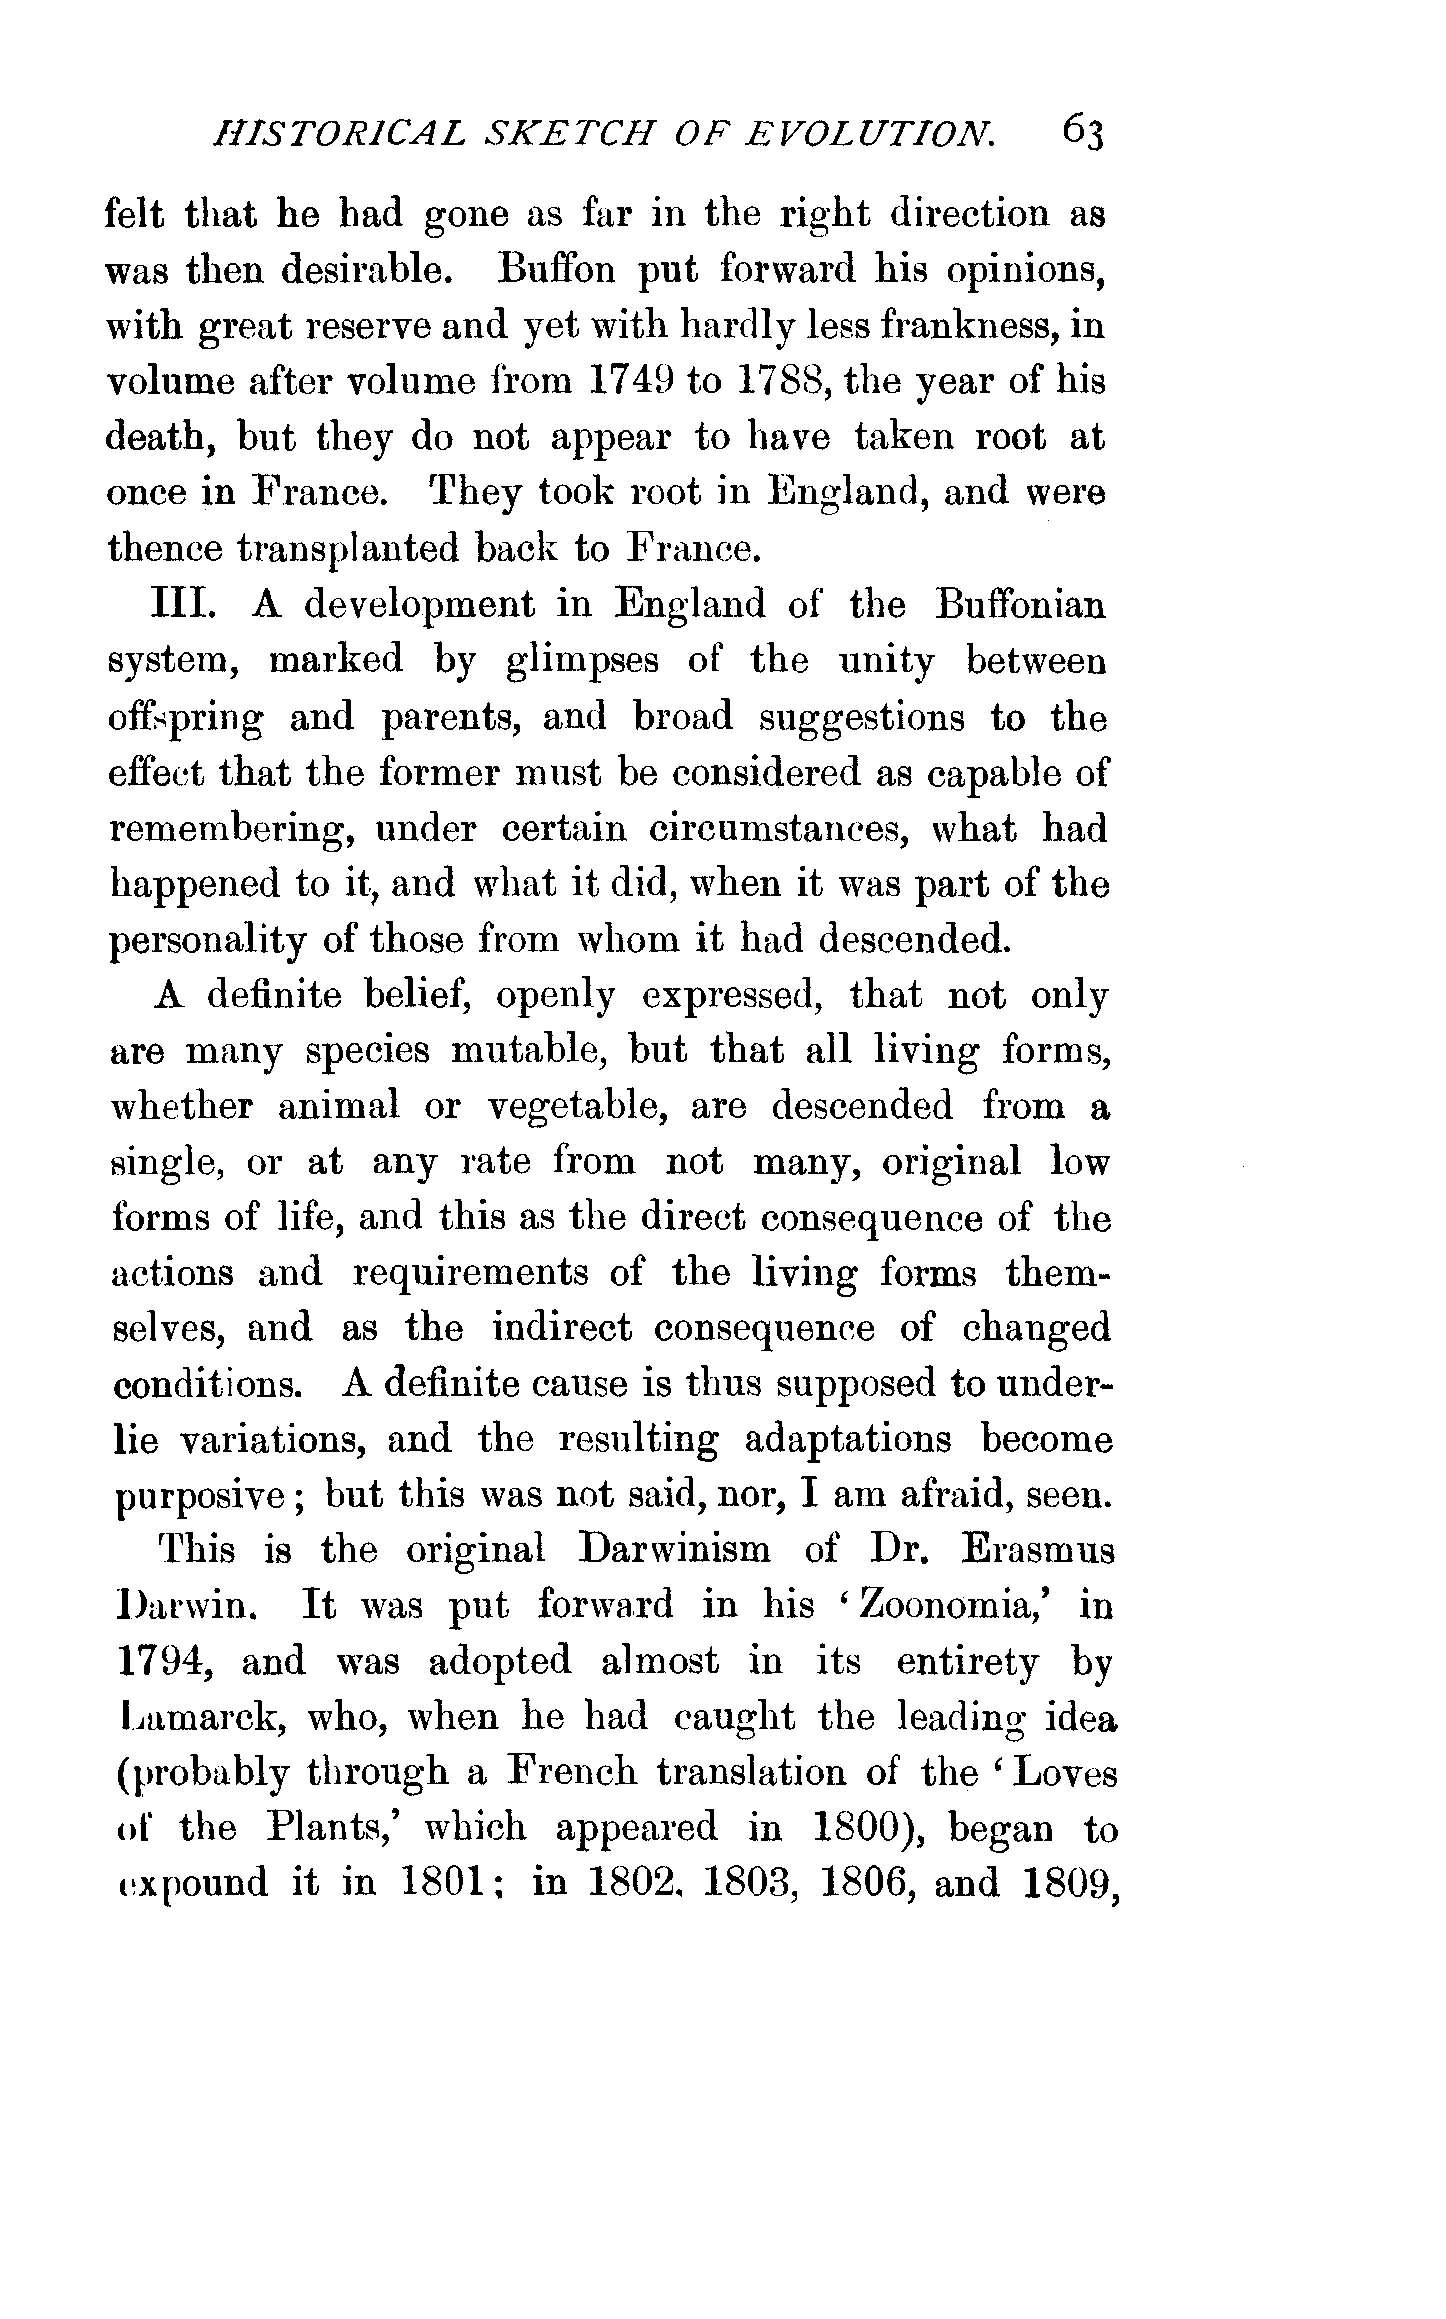 HISTORICAL SKETCH OF EVOLUTION. 63
felt that he had gone as far in the right direction as
was then desirable. Buffon put forward his opinions,
with great reserve and yet with hardly less frankness, in
volume after volume from 1749 to 1788, the year of his
death, but they do not appear to have taken root at
once in France. They took root in England, and were
thence transplanted back to France.
III. A development in England of the Buffonian
system, marked by glimpses of the unity between
offspring and parents, and broad suggestions to the
effect that the former must be considered as capable of
remembering, under certain circumstances, what had
happened to it, and what it did, when it was part of the
personality of those from whom it had descended.
A definite belief, openly expressed, that not only
are many species mutable, but that all living forms,
whether animal or vegetable, are descended from a
single, or at any rate from not many, original low
forms of life, and this as the direct consequence of the
actions and requirements of the living forms them-
selves, and as the indirect consequence of changed
conditions. A definite cause is thus supposed to under-
lie variations, and the resulting adaptations become
purposive; but this was not said, nor, I am afraid, seen.
This is the original Darwinism of Dr. Erasmus
Darwin. It was put forward in his ‘Zoonomia,’ in
1794, and was adopted almost in its entirety by
Lamarck, who, when he had caught the leading idea
(probably through a French translation of the ‘Loves
of the Plants,’ which appeared in 1800), began to
expound it in 1801; in 1802, 1803, 1806, and 1809,